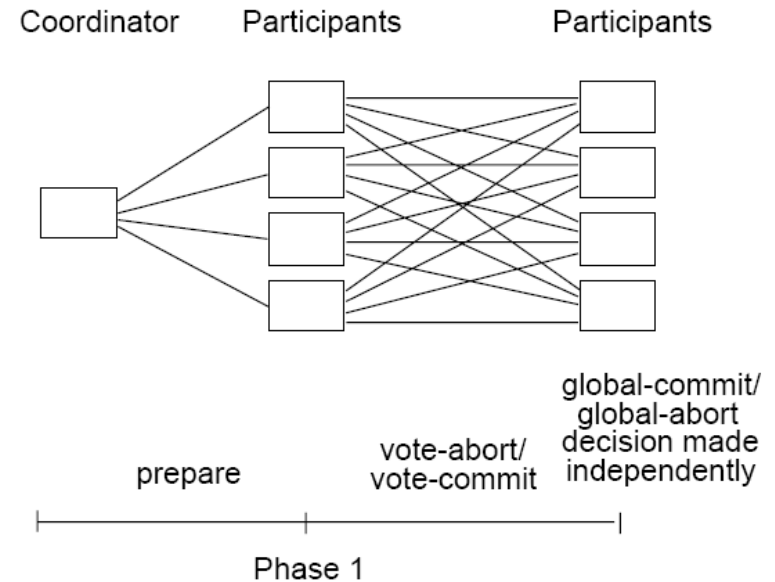 Coordinator
Participants
Participants
prepare
vote-abort/
vote-commit
global-commit/
global-abort
decision made
independently
Phase 1